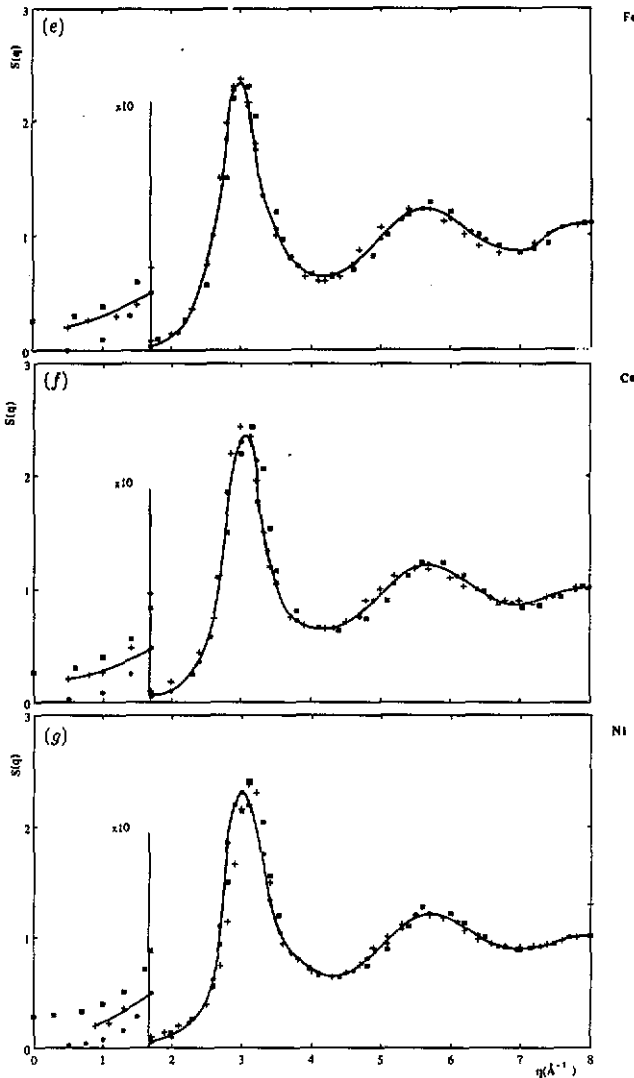 (e)
Fe
S(q)
3
2
1
0
x10
(f)
Co
S(q)
3
2
1
0
x10
(g)
Ni
S(q)
3
2
1
0
x10
0 1 2 3 4 5 6 7 8
q(Å⁻¹)